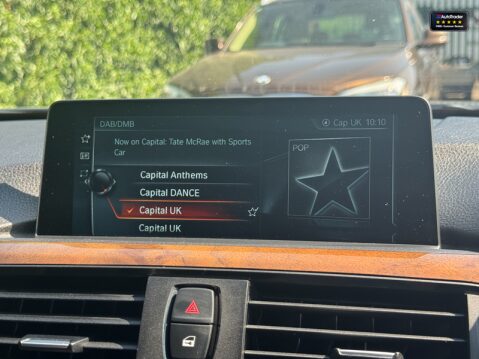 AutoTrader
DAB/DMB
Cap UK 10:10
Now on Capital: Tate McRae with Sports
Car
POP
Capital Anthems
Capital DANCE
Capital UK
Capital UK